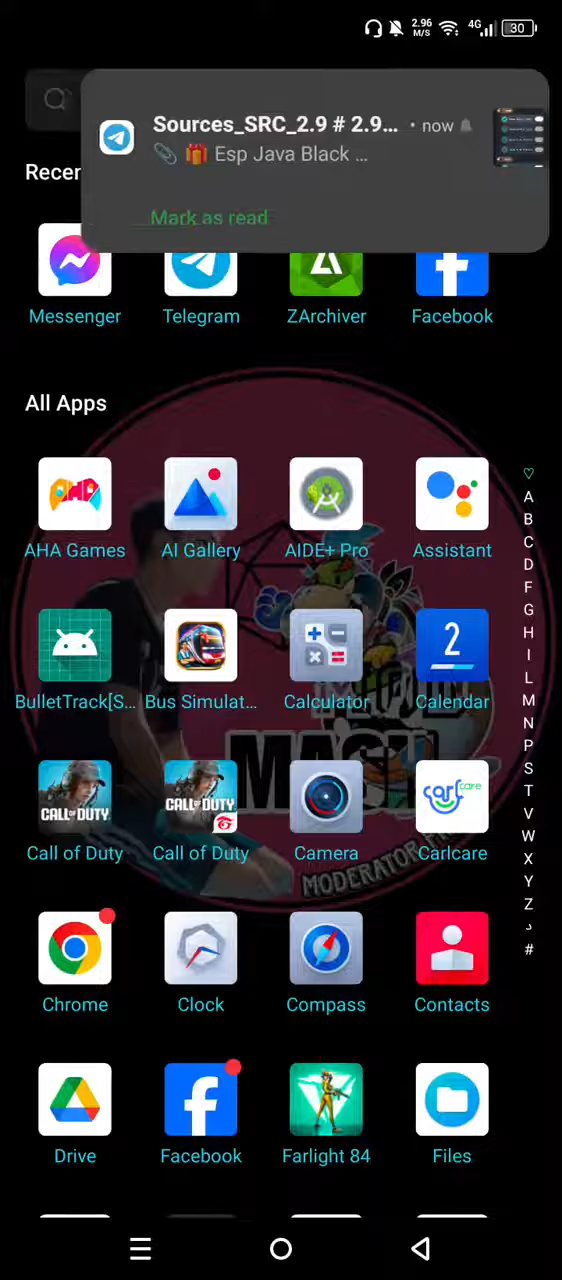 2.96
M/S
4G
30
Sources_SRC_2.9 # 2.9... • now
Esp Java Black ...
Mark as read
Recen
Messenger
Telegram
ZArchiver
Facebook
All Apps
AHA Games
AI Gallery
AIDE+ Pro
Assistant
2
BulletTrack[S...
Bus Simulat...
Calculator
Calendar
CALL OF DUTY
CALL OF DUTY
carlcare
Call of Duty
Call of Duty
Camera
Carlcare
MODERATOR
Chrome
Clock
Compass
Contacts
Drive
Facebook
Farlight 84
Files
A
B
C
D
F
G
H
I
L
M
N
P
S
T
V
W
X
Y
Z
د
#